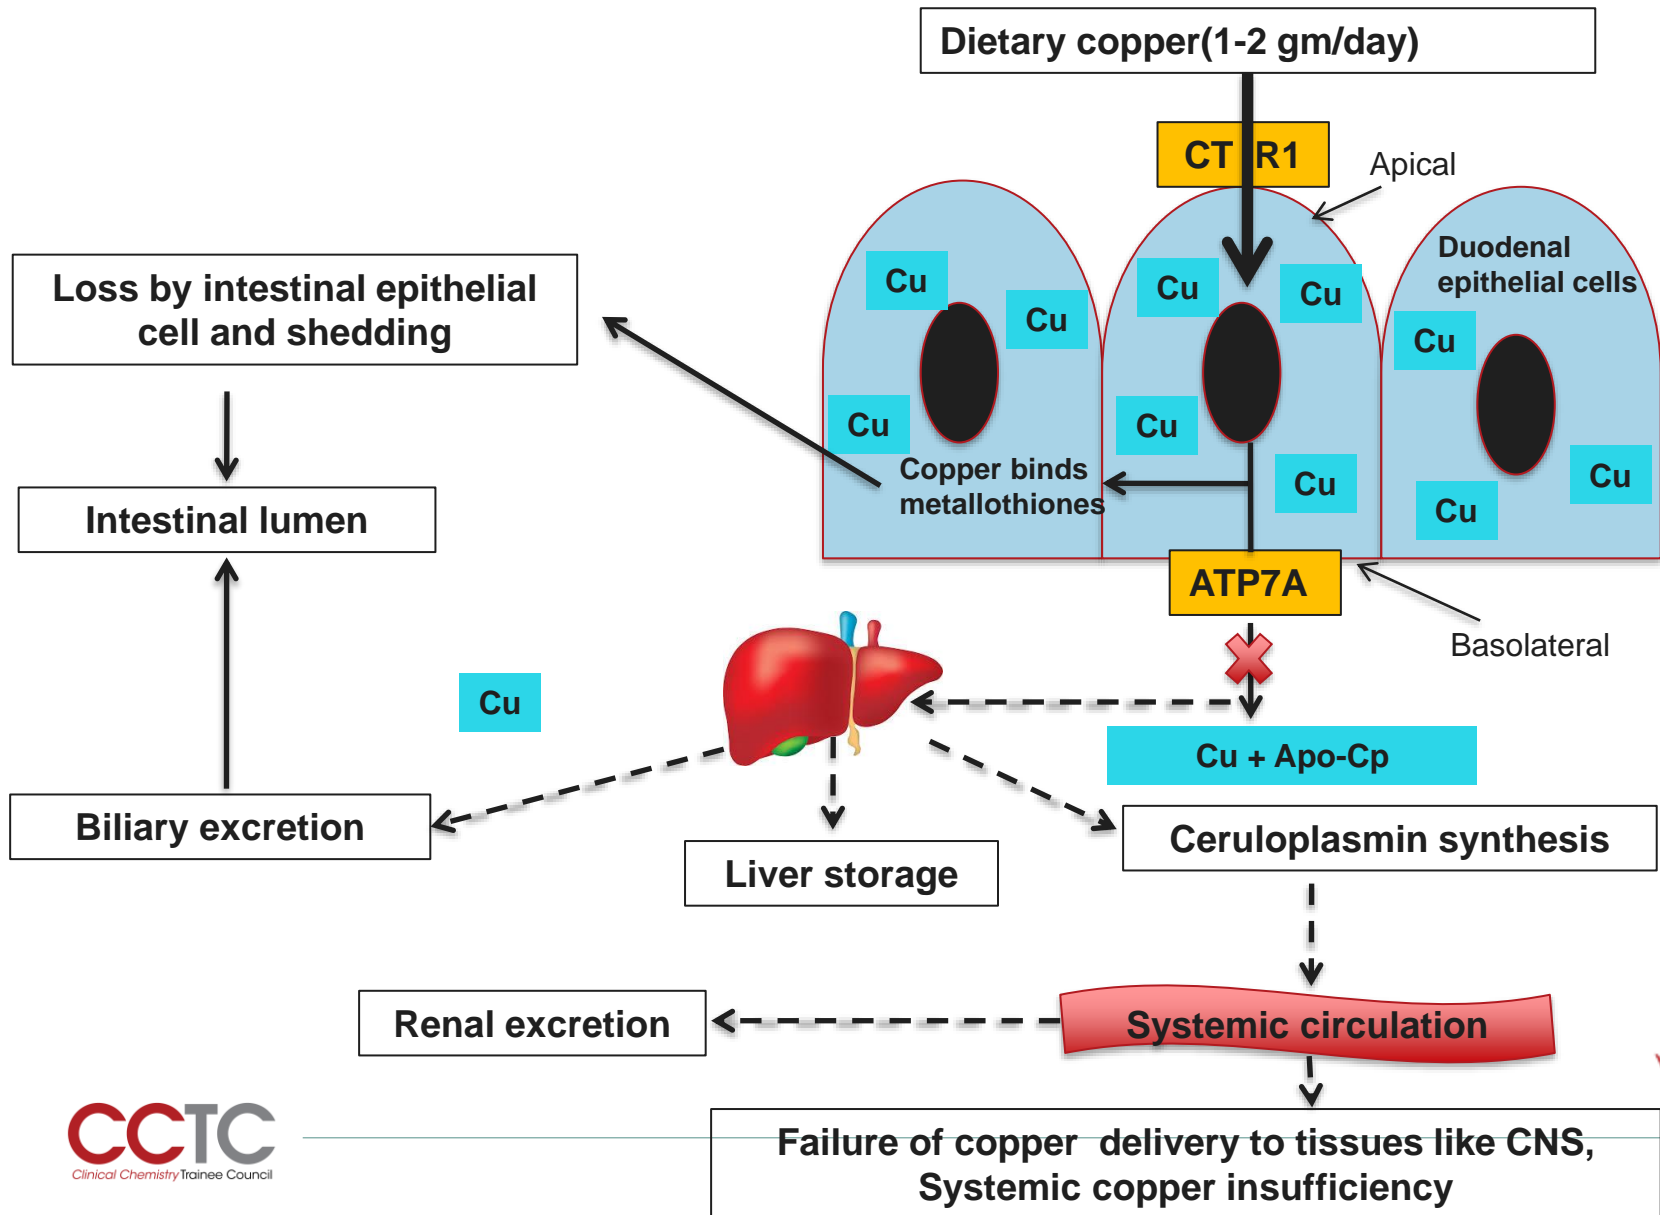 Dietary copper(1-2 gm/day)
CTR1
Apical
Duodenal
epithelial cells
Cu
Cu
Cu
Cu
Cu
Cu
Cu
Cu
Cu
Cu
Cu
Loss by intestinal epithelial
cell and shedding
Copper binds
metallothiones
Intestinal lumen
ATP7A
Basolateral
Cu
Cu + Apo-Cp
Biliary excretion
Liver storage
Ceruloplasmin synthesis
Renal excretion
Systemic circulation
CCTC
Clinical Chemistry Trainee Council
Failure of copper delivery to tissues like CNS,
Systemic copper insufficiency